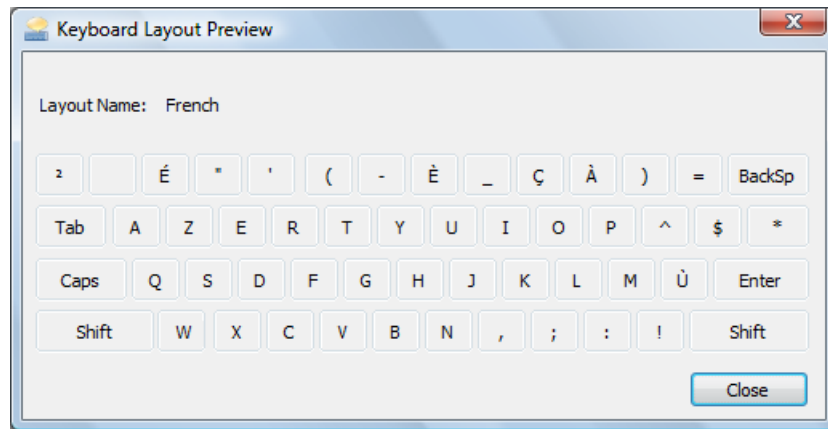 Keyboard Layout Preview
Layout Name: French
² É " ' ( - È _ Ç À ) = BackSp
Tab A Z E R T Y U I O P ^ $ *
Caps Q S D F G H J K L M Ù Enter
Shift W X C V B N , ; : ! Shift
Close